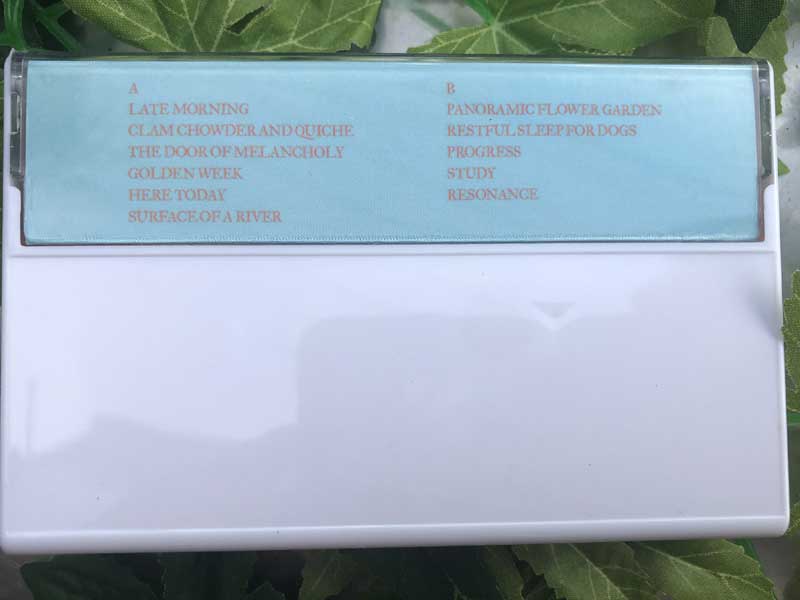 A
LATE MORNING
CLAM CHOWDER AND QUICHE
THE DOOR OF MELANCHOLY
GOLDEN WEEK
HERE TODAY
SURFACE OF A RIVER
B
PANORAMIC FLOWER GARDEN
RESTFUL SLEEP FOR DOGS
PROGRESS
STUDY
RESONANCE